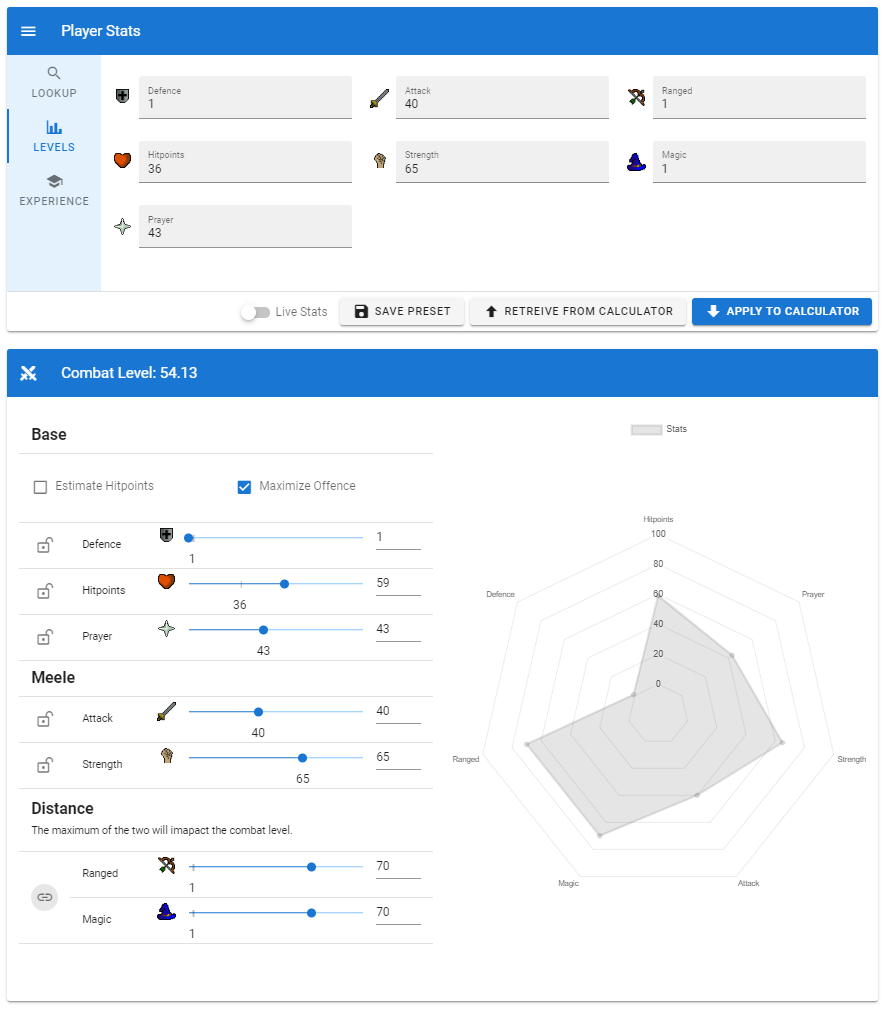 Player Stats
LOOKUP
LEVELS
EXPERIENCE
Defence
1
Attack
40
Ranged
1
Hitpoints
36
Strength
65
Magic
1
Prayer
43
Live Stats
SAVE PRESET
RETREIVE FROM CALCULATOR
APPLY TO CALCULATOR
Combat Level: 54.13
Base
Estimate Hitpoints
Maximize Offence
Defence
1
1
Hitpoints
59
36
Prayer
43
43
Meele
Attack
40
40
Strength
65
65
Distance
The maximum of the two will imapact the combat level.
Ranged
70
1
Magic
70
1
Stats
Hitpoints
100
80
60
40
20
0
Defence
Prayer
Ranged
Strength
Magic
Attack